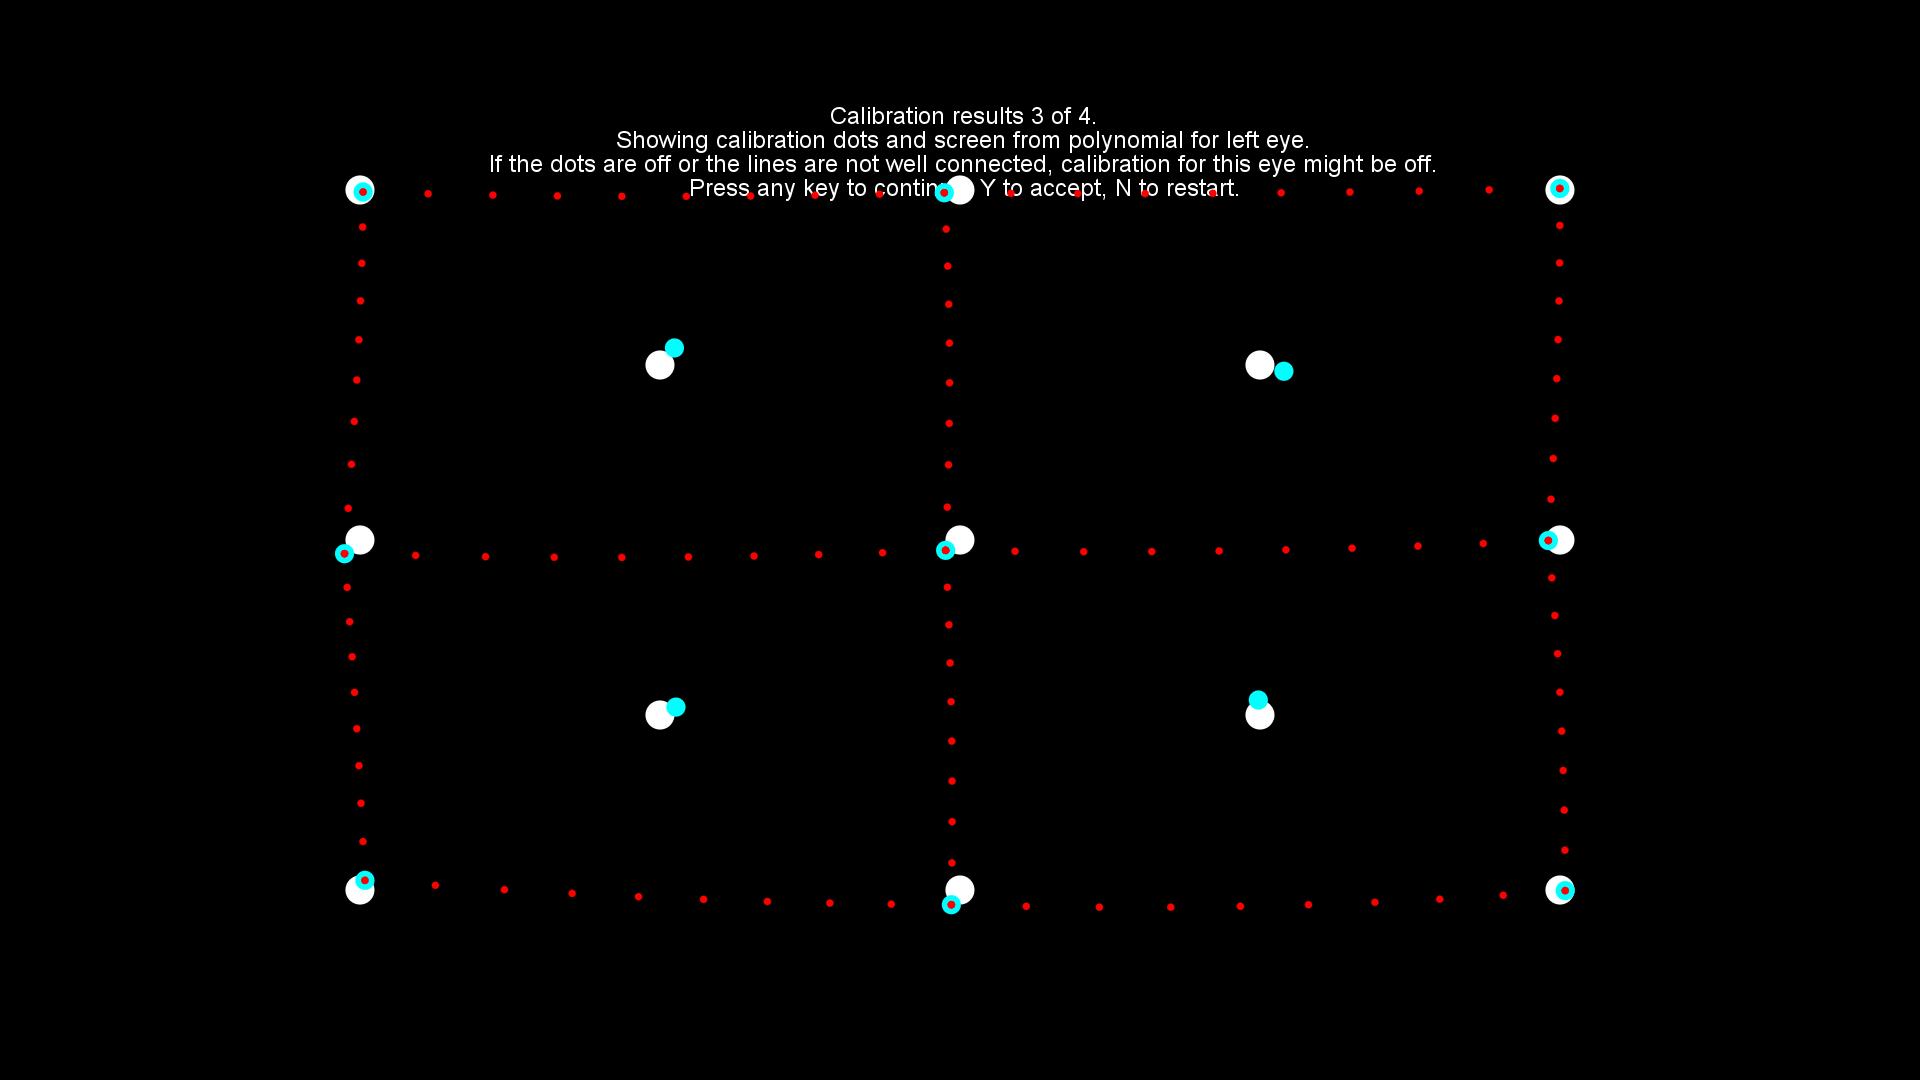 Calibration results 3 of 4.
Showing calibration dots and screen from polynomial for left eye.
If the dots are off or the lines are not well connected, calibration for this eye might be off.
Press any key to contin Y to accept, N to restart.